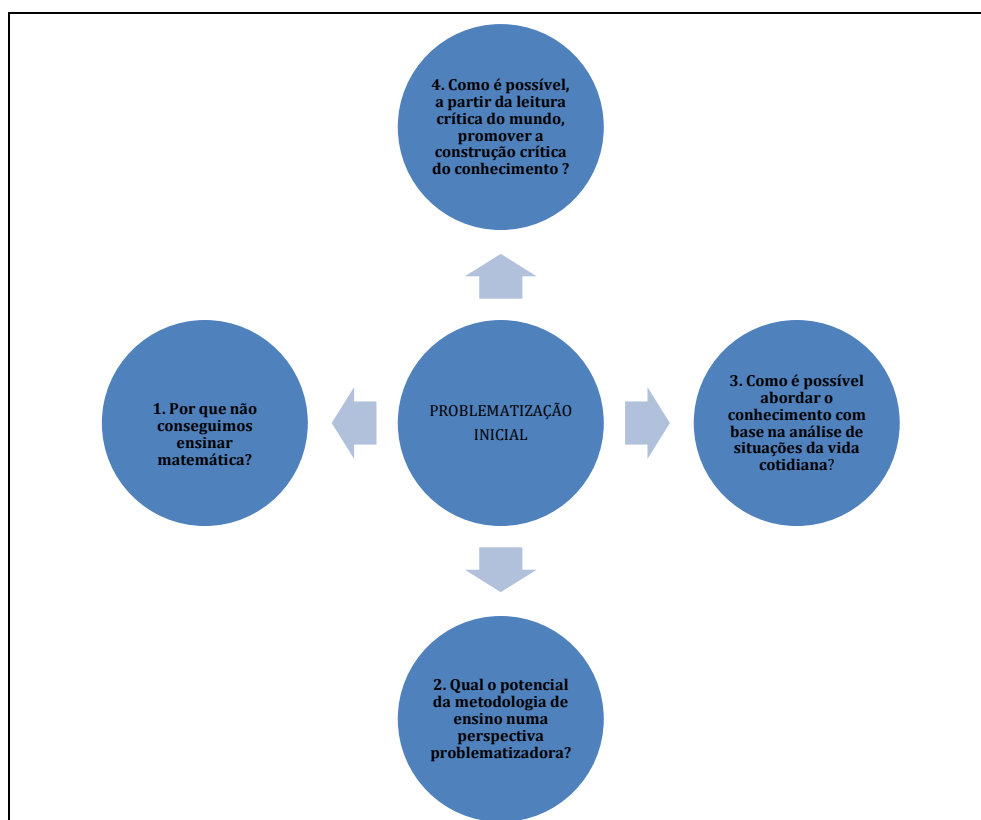 4. Como é possível,
a partir da leitura
crítica do mundo,
promover a
construção crítica
do conhecimento ?
1. Por que não
conseguimos
ensinar
matemática?
PROBLEMATIZAÇÃO
INICIAL
3. Como é possível
abordar o
conhecimento com
base na análise de
situações da vida
cotidiana?
2. Qual o potencial
da metodologia de
ensino numa
perspectiva
problematizadora?